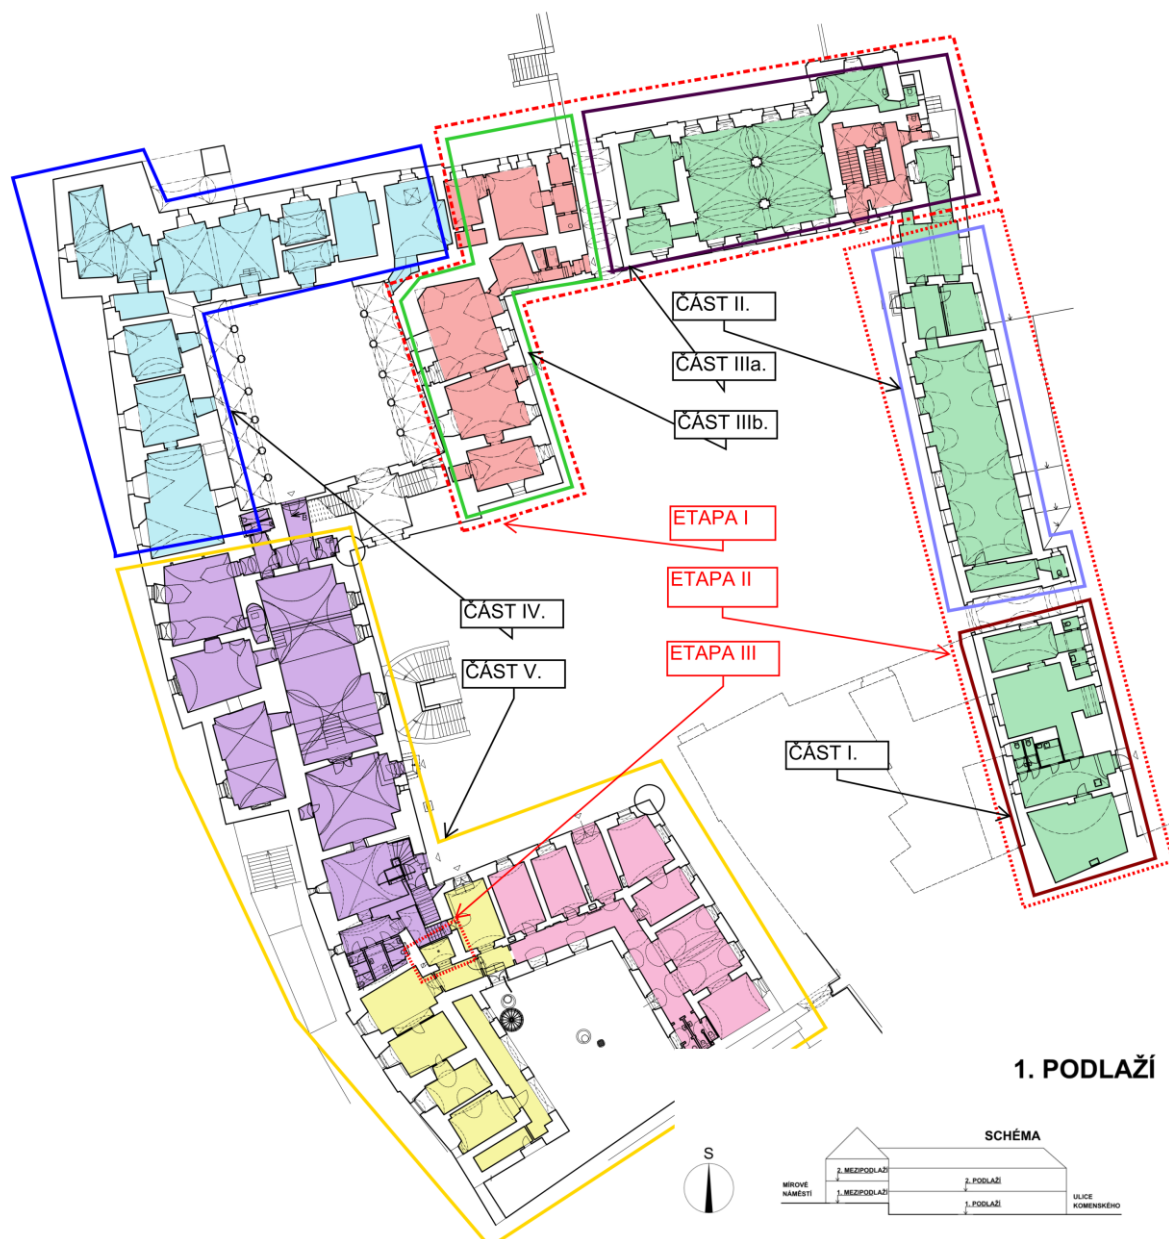 ČÁST II.
ČÁST IIIa.
ČÁST IIIb.
ETAPA I
ETAPA II
ČÁST IV.
ETAPA III
ČÁST V.
ČÁST I.
1. PODLAŽÍ
SCHÉMA
S
2. MEZIPODLAŽÍ
2. PODLAŽÍ
MÍROVÉ
NÁMĚSTÍ
1. MEZIPODLAŽÍ
1. PODLAŽÍ
ULICE
KOMENSKÉHO